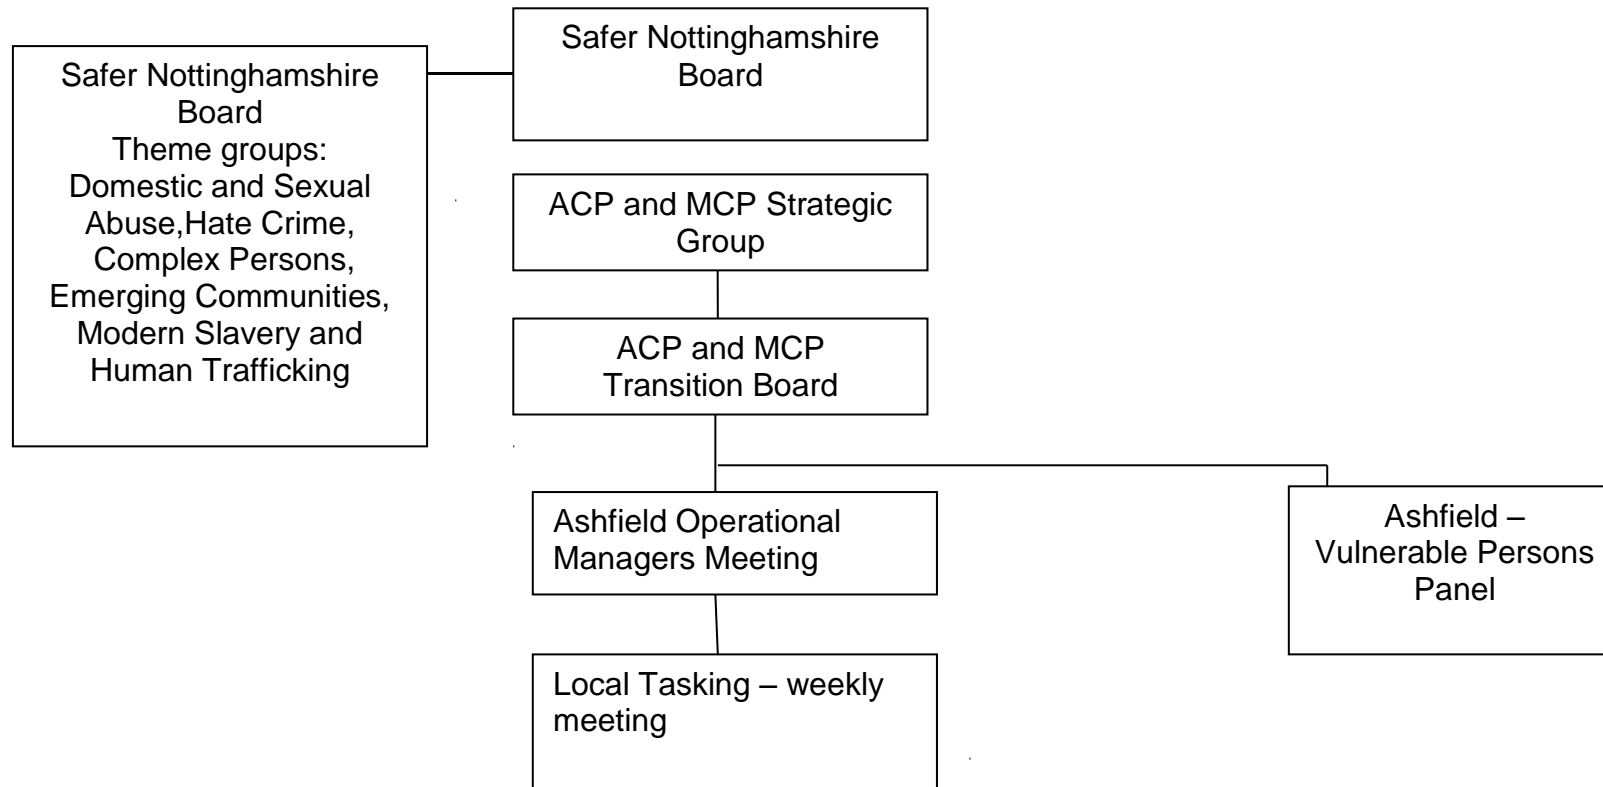 Safer Nottinghamshire
Board
Safer Nottinghamshire
Board
Theme groups:
Domestic and Sexual
Abuse,Hate Crime,
Complex Persons,
Emerging Communities,
Modern Slavery and
Human Trafficking
ACP and MCP Strategic
Group
ACP and MCP
Transition Board
Ashfield Operational
Managers Meeting
Ashfield –
Vulnerable Persons
Panel
Local Tasking – weekly
meeting